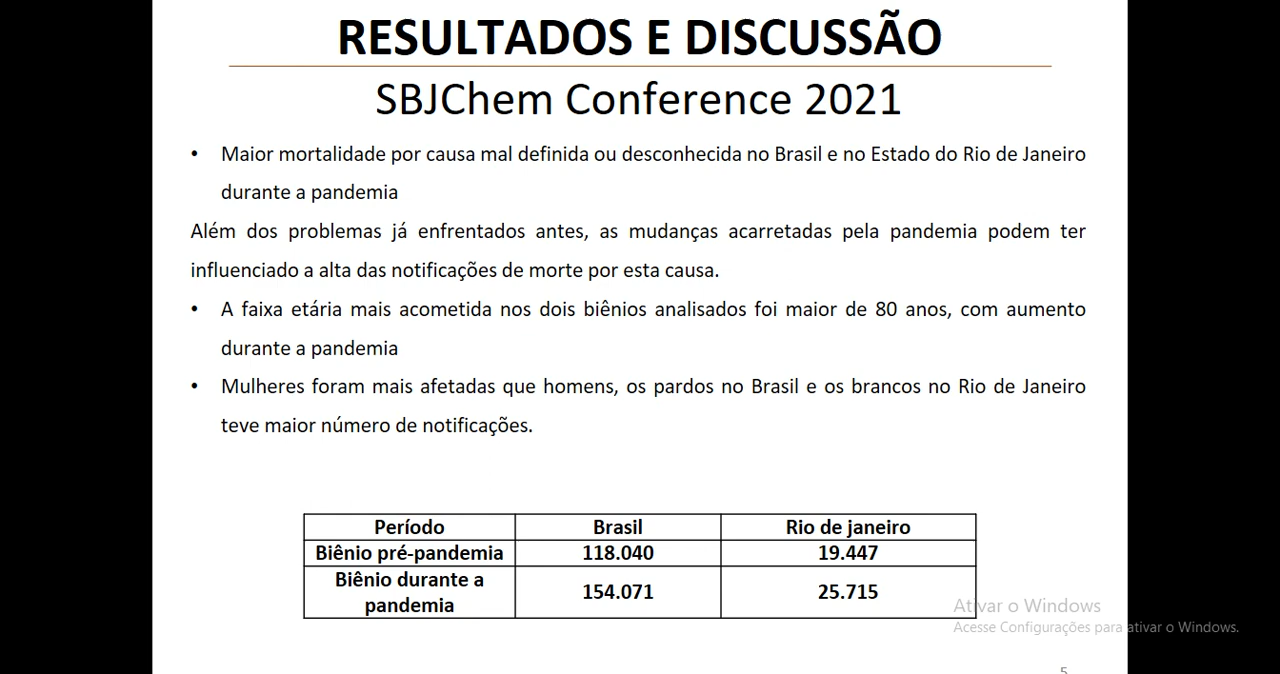 RESULTADOS E DISCUSSÃO
SBJChem Conference 2021
• Maior mortalidade por causa mal definida ou desconhecida no Brasil e no Estado do Rio de Janeiro
durante a pandemia
Além dos problemas já enfrentados antes, as mudanças acarretadas pela pandemia podem ter
influenciado a alta das notificações de morte por esta causa.
• A faixa etária mais acometida nos dois biênios analisados foi maior de 80 anos, com aumento
durante a pandemia
• Mulheres foram mais afetadas que homens, os pardos no Brasil e os brancos no Rio de Janeiro
teve maior número de notificações.
Período Brasil Rio de janeiro
Biênio pré-pandemia 118.040 19.447
Biênio durante a
pandemia 154.071 25.715
Ativar o Windows
Acesse Configurações para ativar o Windows.
5